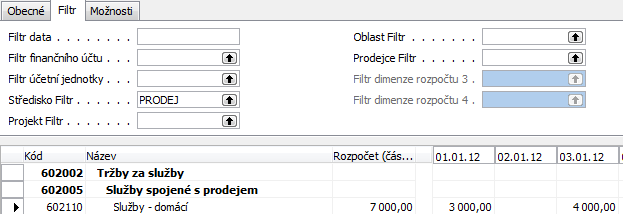 Obecné Filtr Možnosti
Filtr data . . . . . . . . Oblast Filtr . . . . . . .
Filtr finančního účtu . . Prodejce Filtr . . . . .
Filtr účetní jednotky . . . Filtr dimenze rozpočtu 3 .
Středisko Filtr . . . . . . PRODEJ Filtr dimenze rozpočtu 4 .
Projekt Filtr . . . . . . .
Kód Název Rozpočet (čás... 01.01.12 02.01.12 03.01.12
602002 Tržby za služby
602005 Služby spojené s prodejem
602110 Služby - domácí 7 000,00 3 000,00 4 000,00